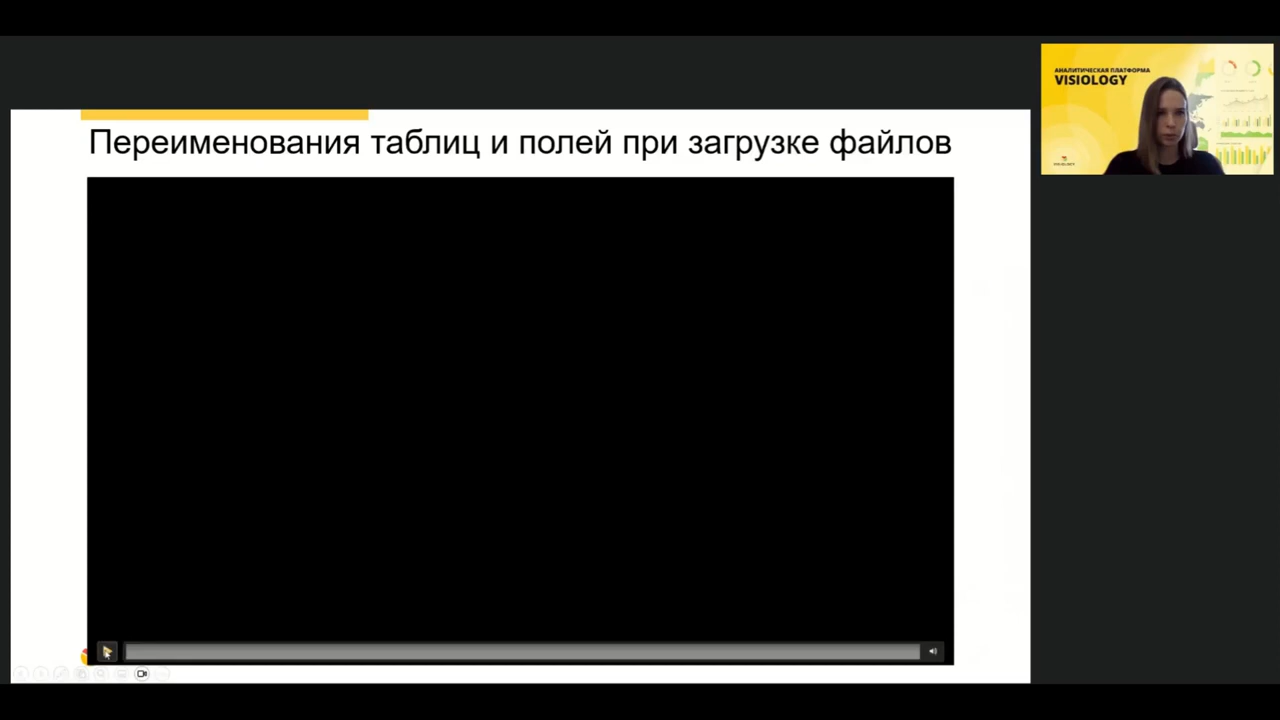 Переименования таблиц и полей при загрузке файлов
АНАЛИТИЧЕСКАЯ ПЛАТФОРМА
VISIOLOGY